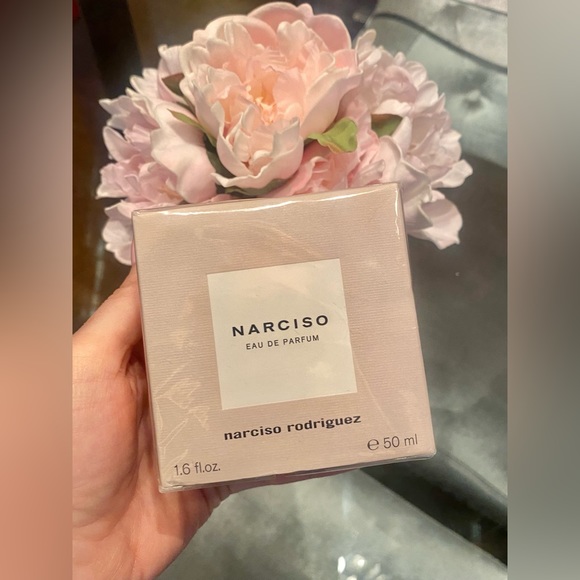 NARCISO
EAU DE PARFUM
narciso rodriguez
1.6 fl.oz.
℮ 50 ml